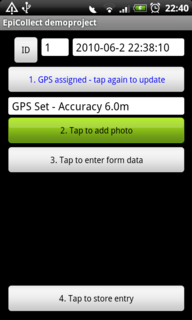 22:40
EpiCollect demoproject
ID 1 2010-06-2 22:38:10
1. GPS assigned - tap again to update
GPS Set - Accuracy 6.0m
2. Tap to add photo
3. Tap to enter form data
4. Tap to store entry